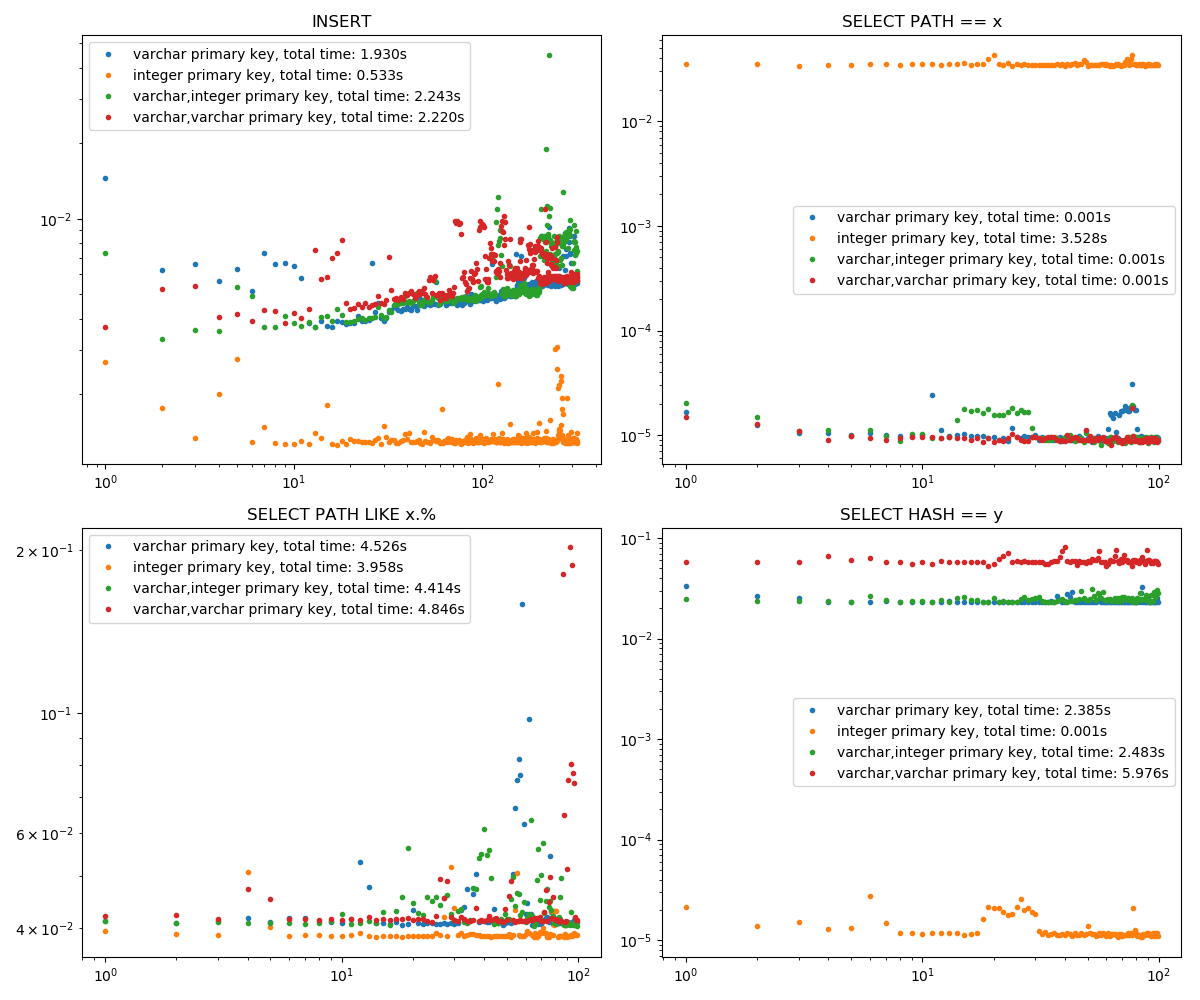 INSERT
varchar primary key, total time: 1.930s
integer primary key, total time: 0.533s
varchar,integer primary key, total time: 2.243s
varchar,varchar primary key, total time: 2.220s
10⁻²
10⁰
10¹
10²
SELECT PATH == x
varchar primary key, total time: 0.001s
integer primary key, total time: 3.528s
varchar,integer primary key, total time: 0.001s
varchar,varchar primary key, total time: 0.001s
10⁻²
10⁻³
10⁻⁴
10⁻⁵
10⁰
10¹
10²
SELECT PATH LIKE x.%
varchar primary key, total time: 4.526s
integer primary key, total time: 3.958s
varchar,integer primary key, total time: 4.414s
varchar,varchar primary key, total time: 4.846s
2 × 10⁻¹
10⁻¹
6 × 10⁻²
4 × 10⁻²
10⁰
10¹
10²
SELECT HASH == y
varchar primary key, total time: 2.385s
integer primary key, total time: 0.001s
varchar,integer primary key, total time: 2.483s
varchar,varchar primary key, total time: 5.976s
10⁻¹
10⁻²
10⁻³
10⁻⁴
10⁻⁵
10⁰
10¹
10²